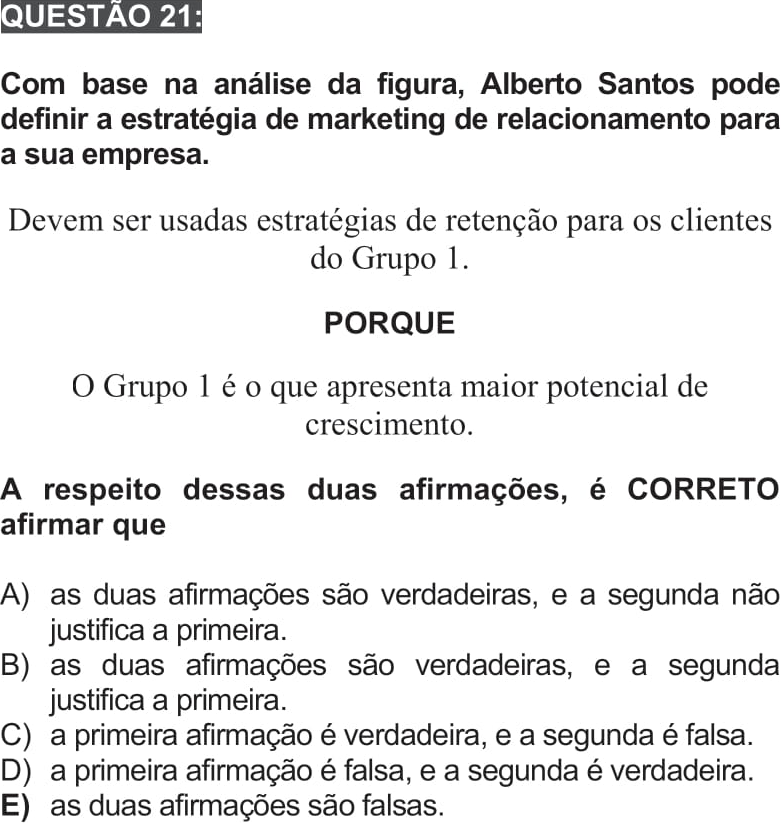 QUESTÃO 21:
Com base na análise da figura, Alberto Santos pode
definir a estratégia de marketing de relacionamento para
a sua empresa.
Devem ser usadas estratégias de retenção para os clientes
do Grupo 1.
PORQUE
O Grupo 1 é o que apresenta maior potencial de
crescimento.
A respeito dessas duas afirmações, é CORRETO
afirmar que
A) as duas afirmações são verdadeiras, e a segunda não
justifica a primeira.
B) as duas afirmações são verdadeiras, e a segunda
justifica a primeira.
C) a primeira afirmação é verdadeira, e a segunda é falsa.
D) a primeira afirmação é falsa, e a segunda é verdadeira.
E) as duas afirmações são falsas.